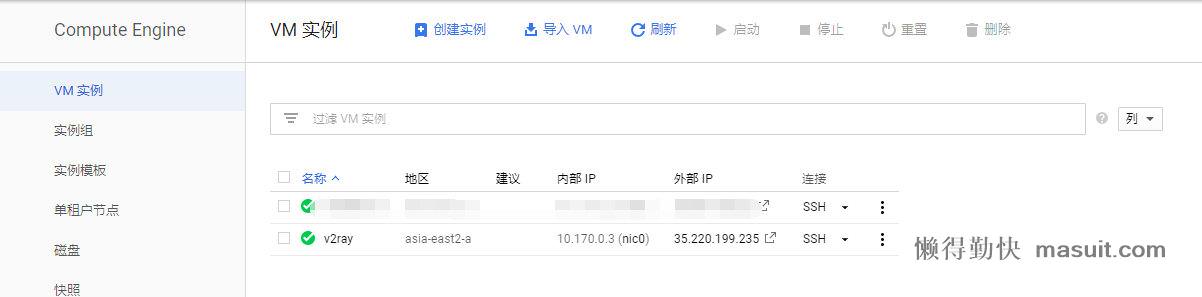 Compute Engine
VM 实例 创建实例 导入 VM 刷新 启动 停止 重置 删除
VM 实例
实例组
过滤 VM 实例 列
实例模板
名称 地区 建议 内部 IP 外部 IP 连接
单租户节点
SSH
v2ray asia-east2-a 10.170.0.3 (nic0) 35.220.199.235 SSH
磁盘
懒得勤快 masuit.com
快照